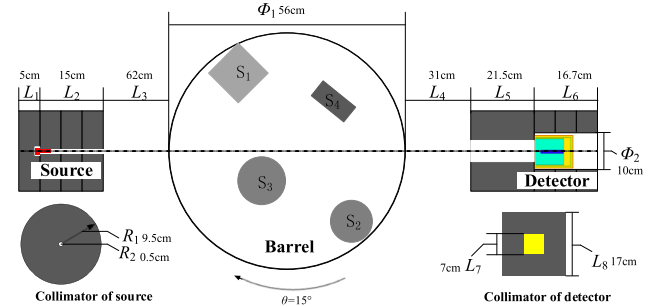 Φ₁ 56cm
5cm 15cm 62cm 31cm 21.5cm 16.7cm
L₁ L₂ L₃ L₄ L₅ L₆
S₁
S₄
Source
S₃
S₂
Barrel
Detector
Φ₂
10cm
R₁ 9.5cm
R₂ 0.5cm
7cm L₇
L₈ 17cm
Collimator of source
θ=15°
Collimator of detector